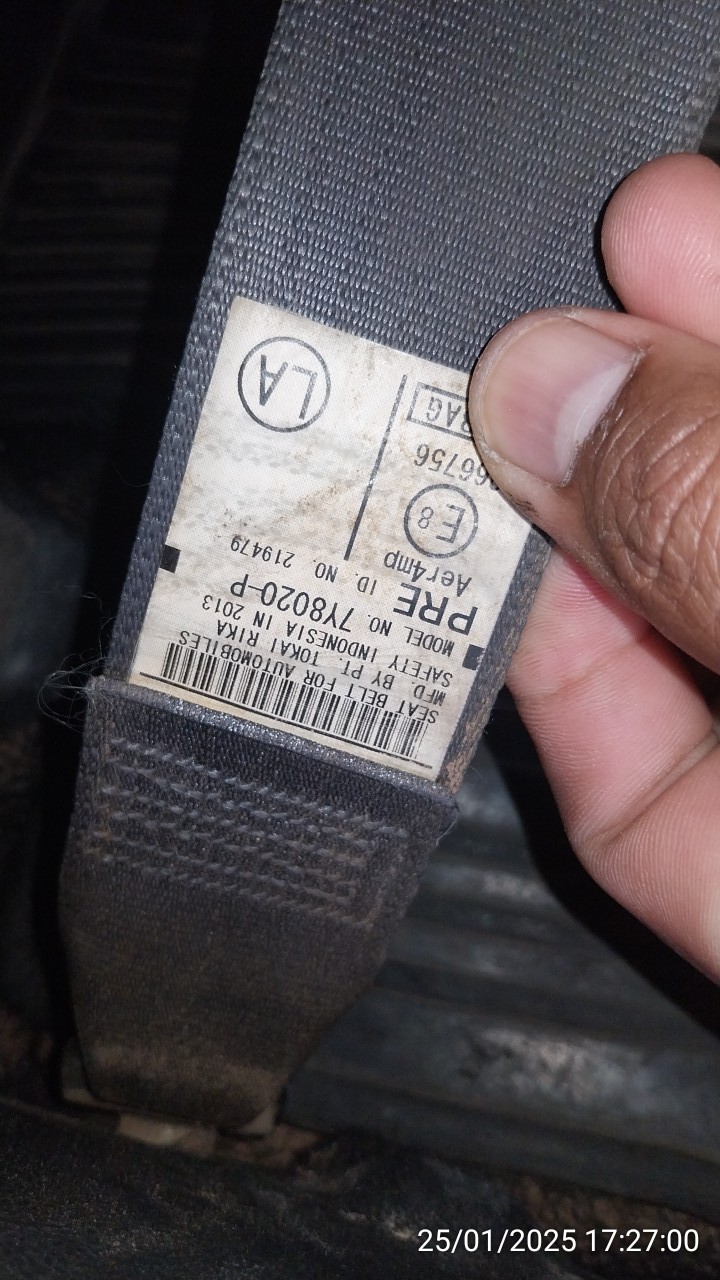 SEAT BELT FOR AUTOMOBILES
MFD BY PT. TOKAI RIKA
SAFETY INDONESIA IN 2013
MODEL NO. 7Y8020-P
PRE ID. NO. 219479
Aer4mp
E8
LA
25/01/2025 17:27:00